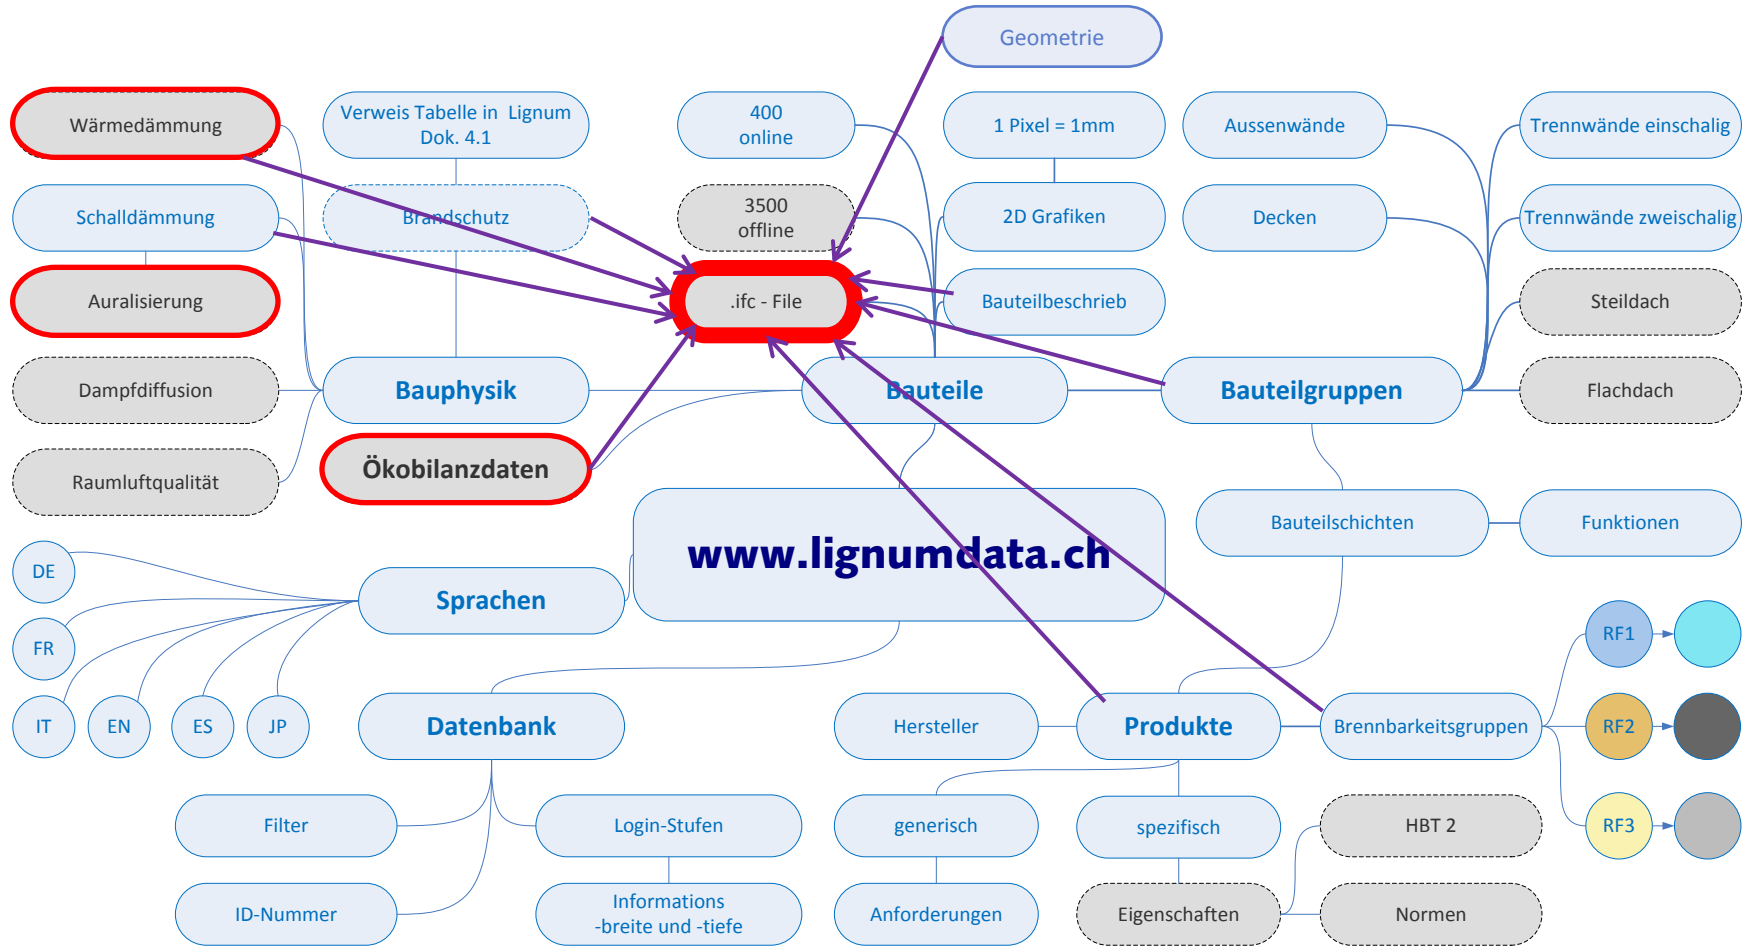 Geometrie
Wärmedämmung
Verweis Tabelle in Lignum
Dok. 4.1
400
online
1 Pixel = 1mm
Aussenwände
Trennwände einschalig
Schalldämmung
Brandschutz
3500
offline
2D Grafiken
Decken
Trennwände zweischalig
Auralisierung
.ifc - File
Bauteilbeschrieb
Steildach
Dampfdiffusion
Bauphysik
Bauteile
Bauteilgruppen
Flachdach
Raumluftqualität
Ökobilanzdaten
Bauteilschichten
Funktionen
www.lignumdata.ch
DE
Sprachen
FR
RF1
IT
EN
ES
JP
Datenbank
Hersteller
Produkte
Brennbarkeitsgruppen
RF2
Filter
Login-Stufen
generisch
spezifisch
HBT 2
RF3
ID-Nummer
Informations
-breite und -tiefe
Anforderungen
Eigenschaften
Normen